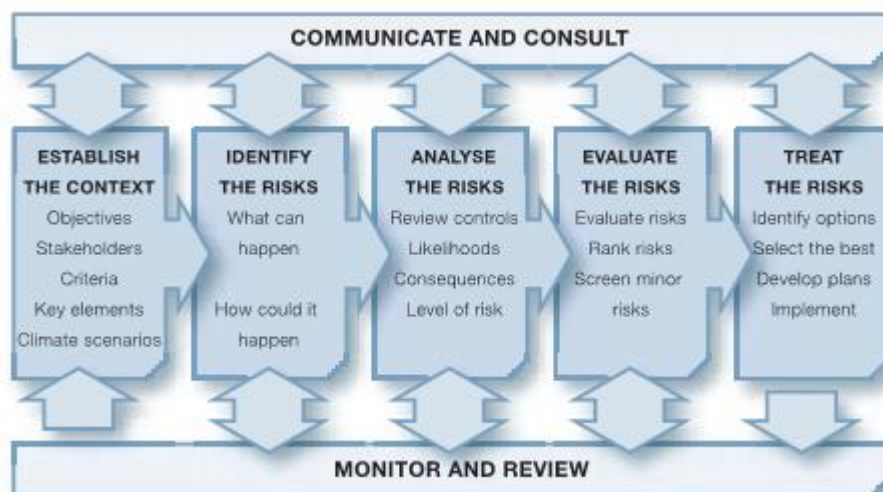 COMMUNICATE AND CONSULT
ESTABLISH
THE CONTEXT
Objectives
Stakeholders
Criteria
Key elements
Climate scenarios
IDENTIFY
THE RISKS
What can
happen
How could it
happen
ANALYSE
THE RISKS
Review controls
Likelihoods
Consequences
Level of risk
EVALUATE
THE RISKS
Evaluate risks
Rank risks
Screen minor
risks
TREAT
THE RISKS
Identify options
Select the best
Develop plans
Implement
MONITOR AND REVIEW